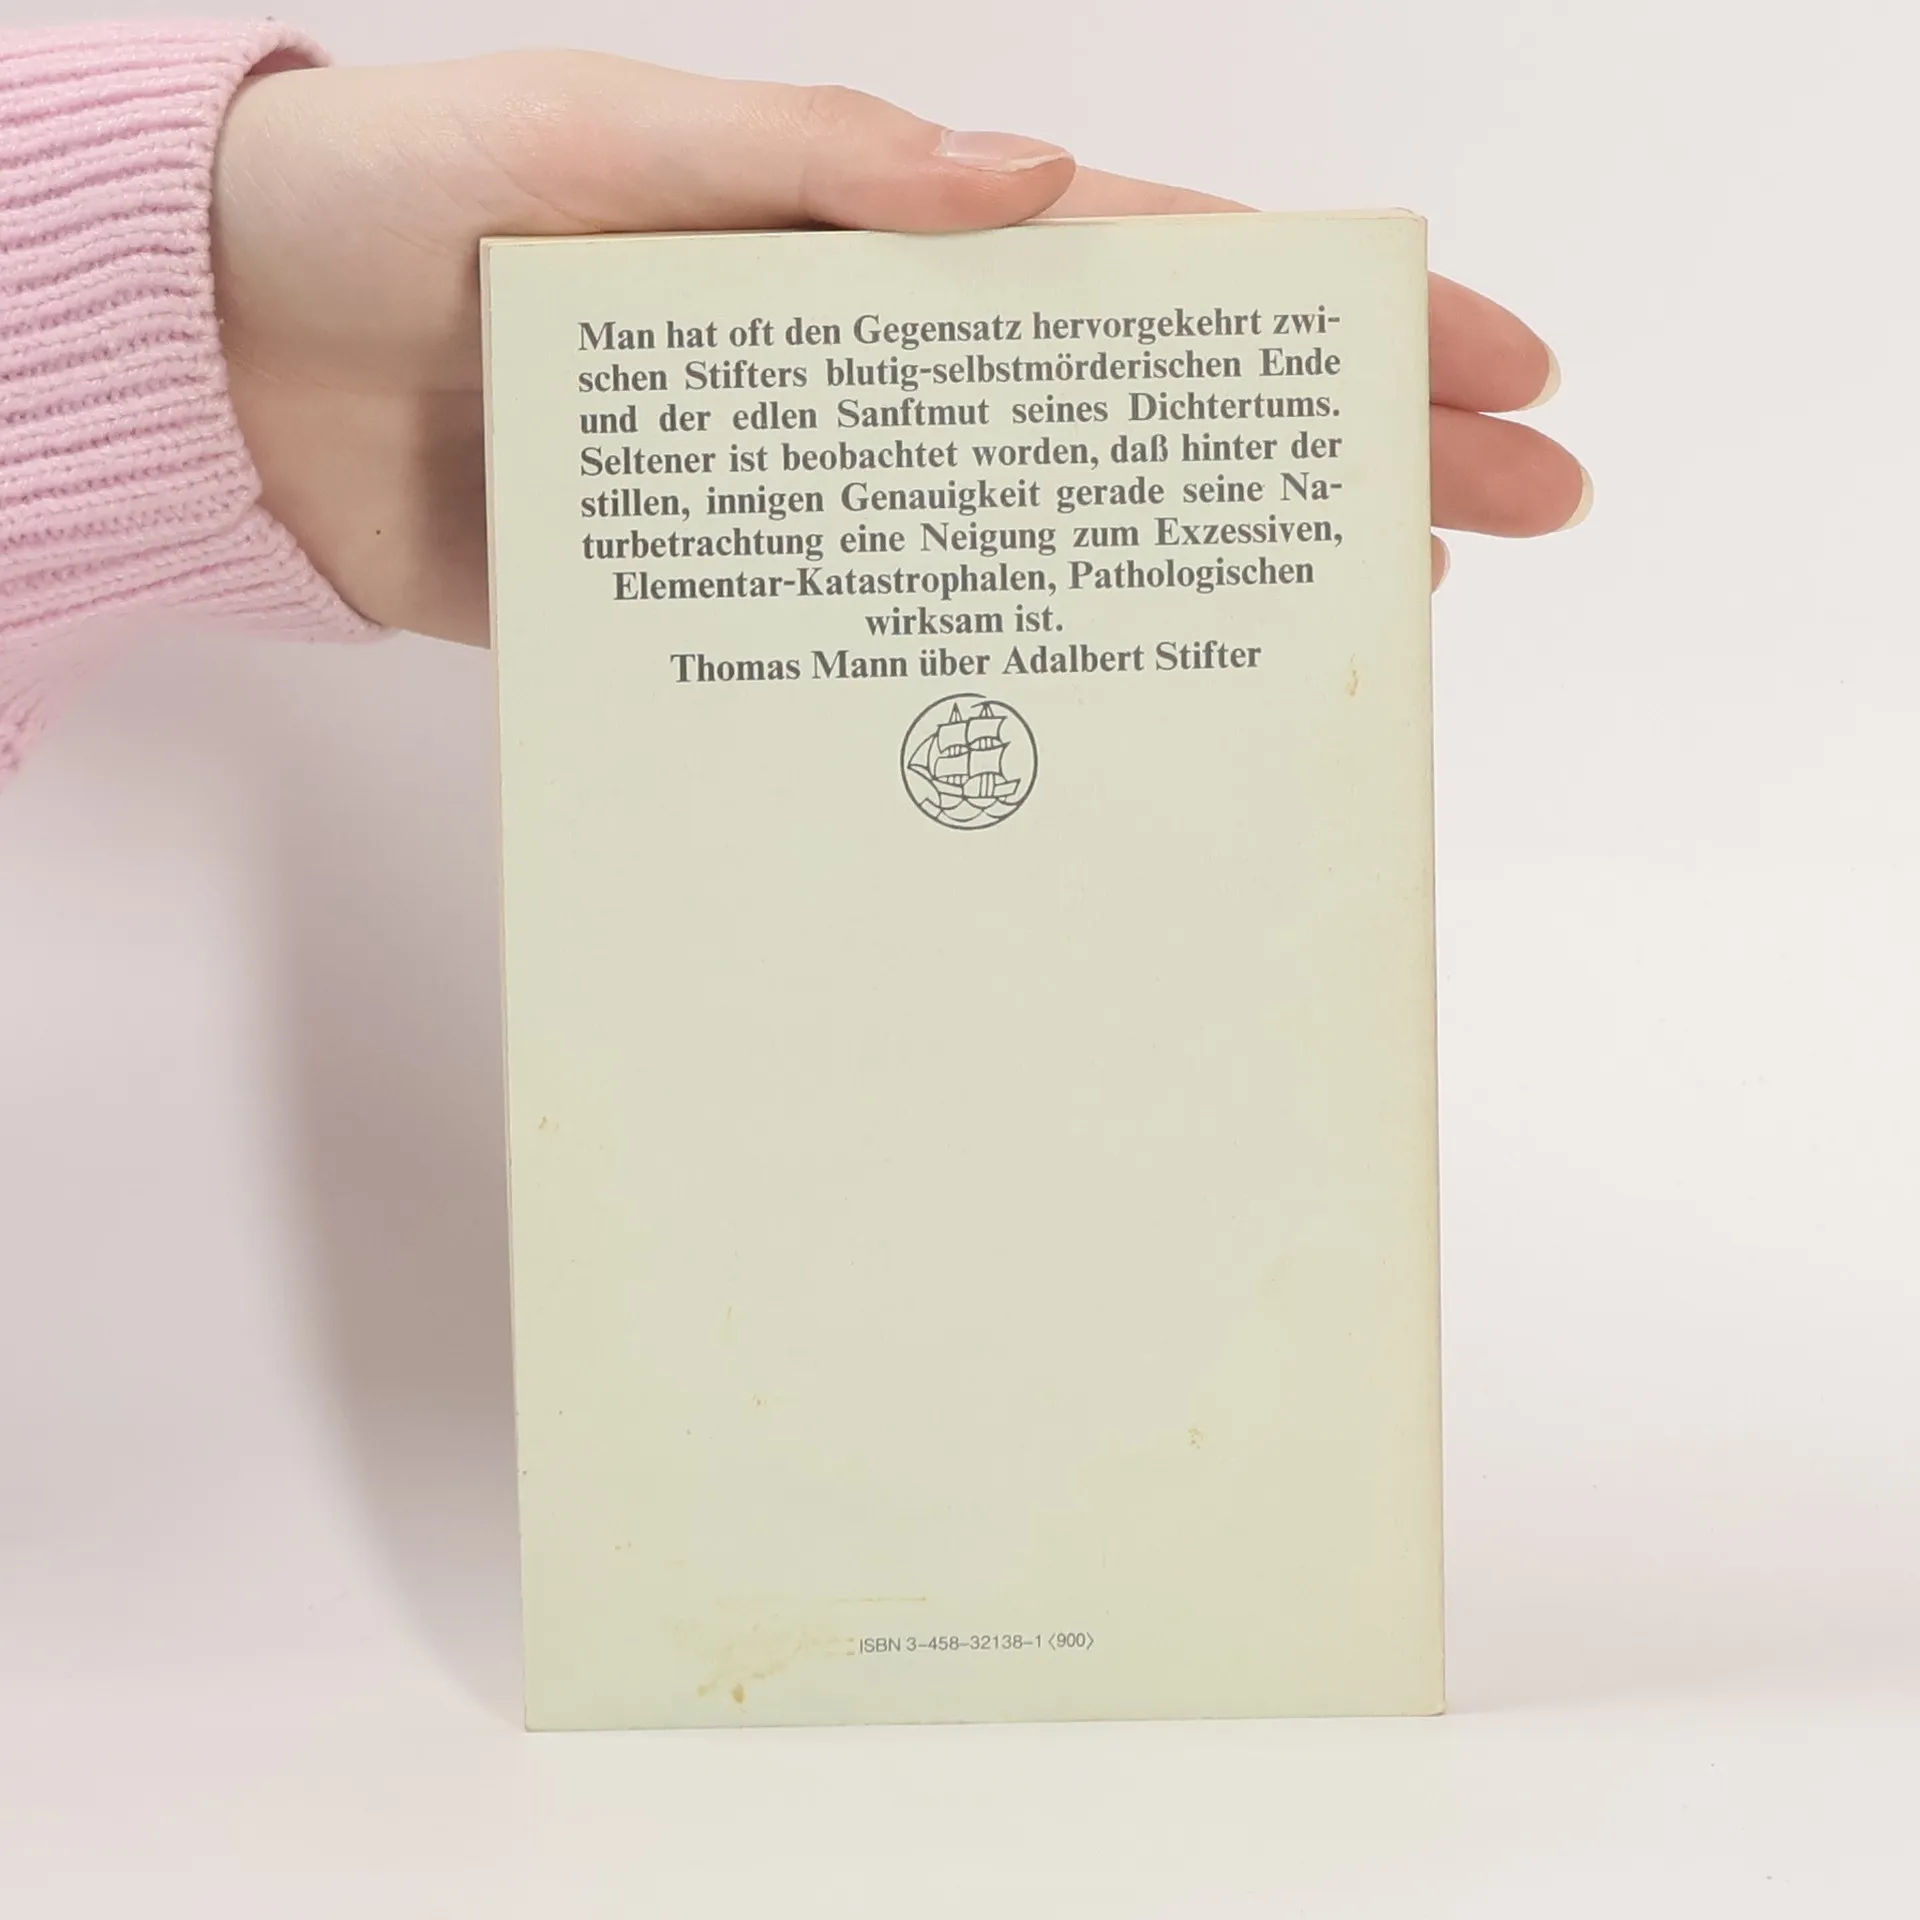 Man hat oft den Gegensatz hervorgekehrt zwi-
schen Stifters blutig-selbstmörderischen Ende
und der edlen Sanftmut seines Dichtertums.
Seltener ist beobachtet worden, daß hinter der
stillen, innigen Genauigkeit gerade seine Na-
turbetrachtung eine Neigung zum Exzessiven,
Elementar-Katastrophalen, Pathologischen
wirksam ist.
Thomas Mann über Adalbert Stifter
ISBN 3-458-32138-1 <900>